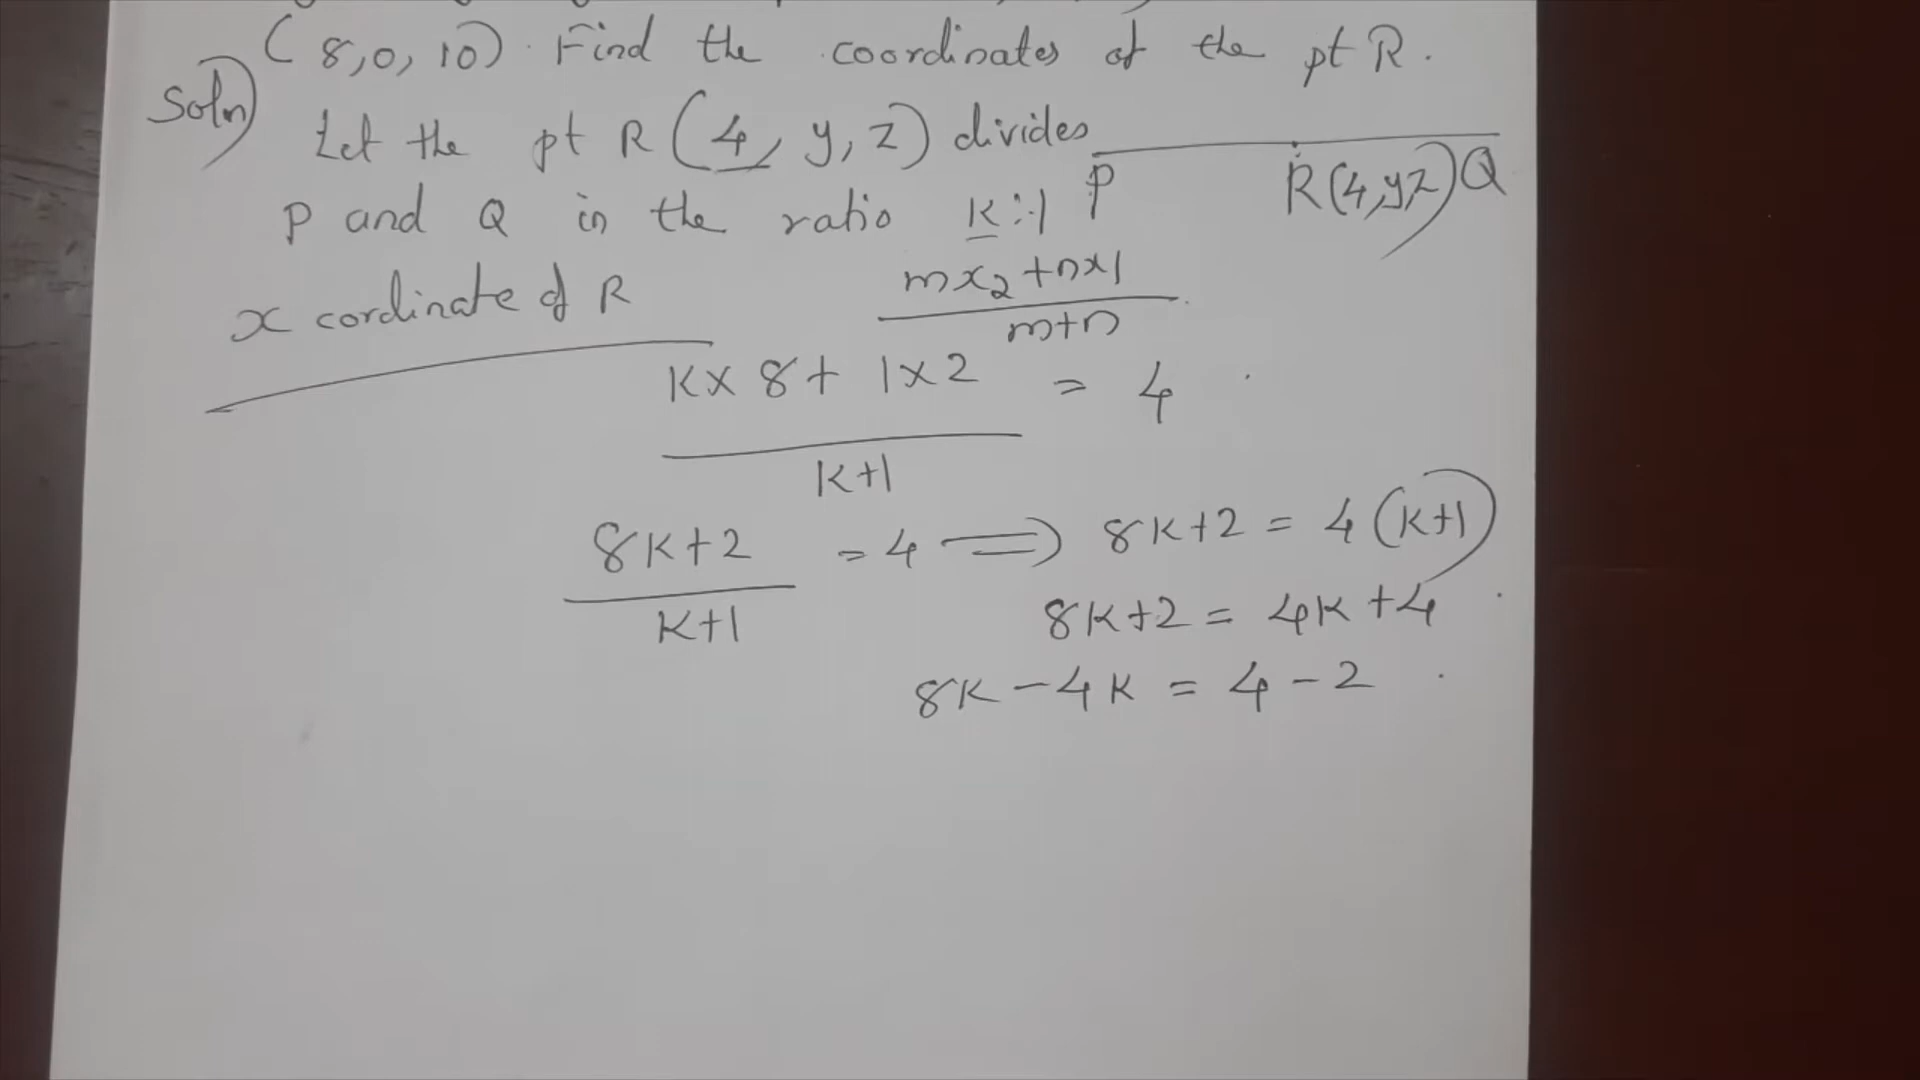 (8,0,10). Find the coordinates of the pt R.
Soln) Let the pt R (4, y, z) divides
P and Q in the ratio K:1
P R(4,y,z) Q
x cordinate of R
mx2+nx1
m+n
K×8+ 1×2 = 4
K+1
8K+2 = 4 ⟹ 8K+2 = 4(K+1)
K+1
8K+2 = 4K+4
8K-4K = 4-2